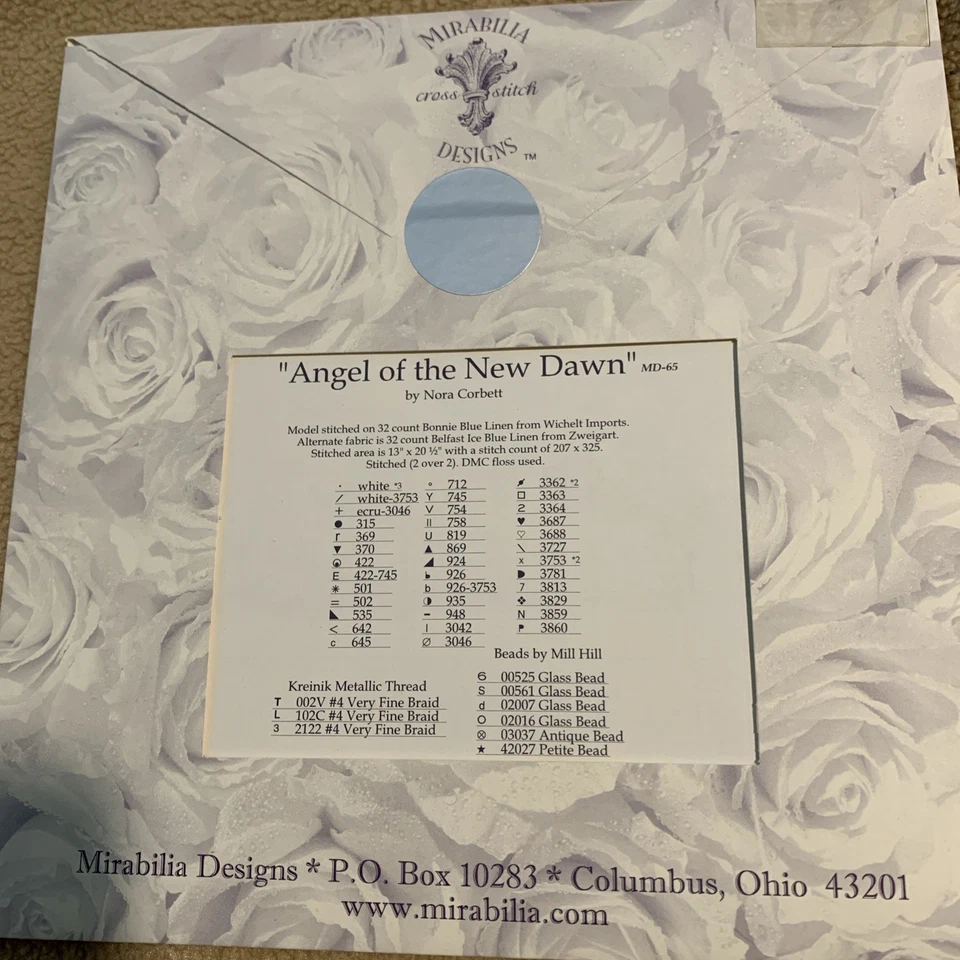 MIRABILIA
cross stitch
DESIGNS ™
"Angel of the New Dawn" MD-65
by Nora Corbett
Model stitched on 32 count Bonnie Blue Linen from Wichelt Imports.
Alternate fabric is 32 count Belfast Ice Blue Linen from Zweigart.
Stitched area is 13" x 20 ½" with a stitch count of 207 x 325.
Stitched (2 over 2). DMC floss used.
· white *3
/ white-3753
+ ecru-3046
● 315
r 369
▼ 370
422
E 422-745
✳ 501
= 502
◣ 535
< 642
c 645
° 712
Y 745
V 754
|| 758
U 819
▲ 869
◢ 924
926
b 926-3753
◑ 935
- 948
I 3042
∅ 3046
3362 *2
□ 3363
2 3364
♥ 3687
♡ 3688
\ 3727
x 3753 *2
◗ 3781
7 3813
❖ 3829
N 3859
P 3860
Kreinik Metallic Thread
T 002V #4 Very Fine Braid
L 102C #4 Very Fine Braid
3 2122 #4 Very Fine Braid
Beads by Mill Hill
6 00525 Glass Bead
S 00561 Glass Bead
d 02007 Glass Bead
O 02016 Glass Bead
⊗ 03037 Antique Bead
★ 42027 Petite Bead
Mirabilia Designs * P.O. Box 10283 * Columbus, Ohio 43201
www.mirabilia.com